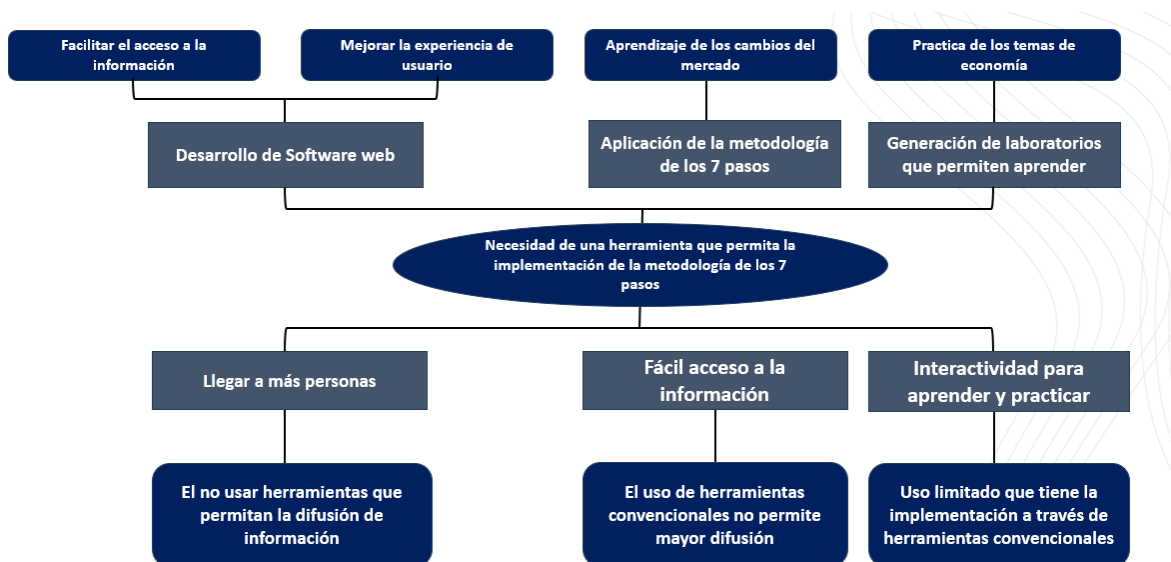 Facilitar el acceso a la
información
Mejorar la experiencia de
usuario
Aprendizaje de los cambios del
mercado
Practica de los temas de
economía
Desarrollo de Software web
Aplicación de la metodología
de los 7 pasos
Generación de laboratorios
que permiten aprender
Necesidad de una herramienta que permita la
implementación de la metodología de los 7
pasos
Llegar a más personas
Fácil acceso a la
información
Interactividad para
aprender y practicar
El no usar herramientas que
permitan la difusión de
información
El uso de herramientas
convencionales no permite
mayor difusión
Uso limitado que tiene la
implementación a través de
herramientas convencionales